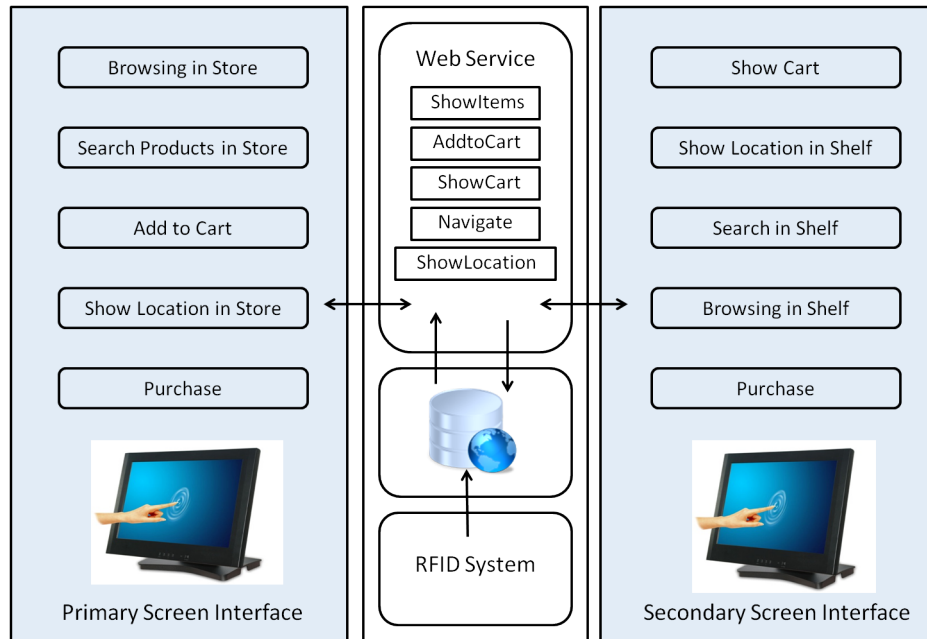 Browsing in Store
Search Products in Store
Add to Cart
Show Location in Store
Purchase
Primary Screen Interface
Web Service
ShowItems
AddtoCart
ShowCart
Navigate
ShowLocation
RFID System
Show Cart
Show Location in Shelf
Search in Shelf
Browsing in Shelf
Purchase
Secondary Screen Interface